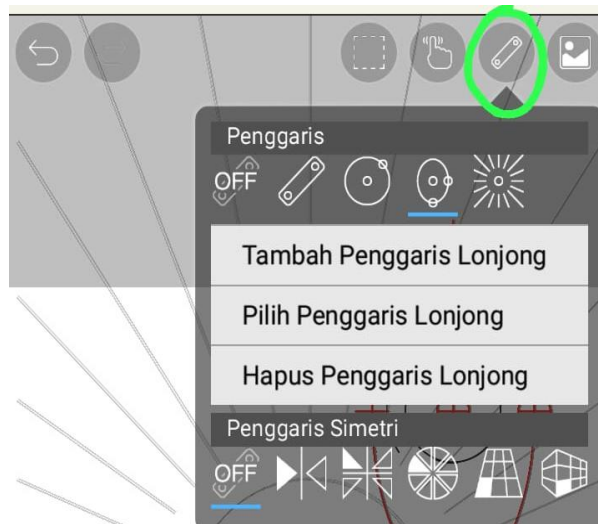 Penggaris
OFF
Tambah Penggaris Lonjong
Pilih Penggaris Lonjong
Hapus Penggaris Lonjong
Penggaris Simetri
OFF